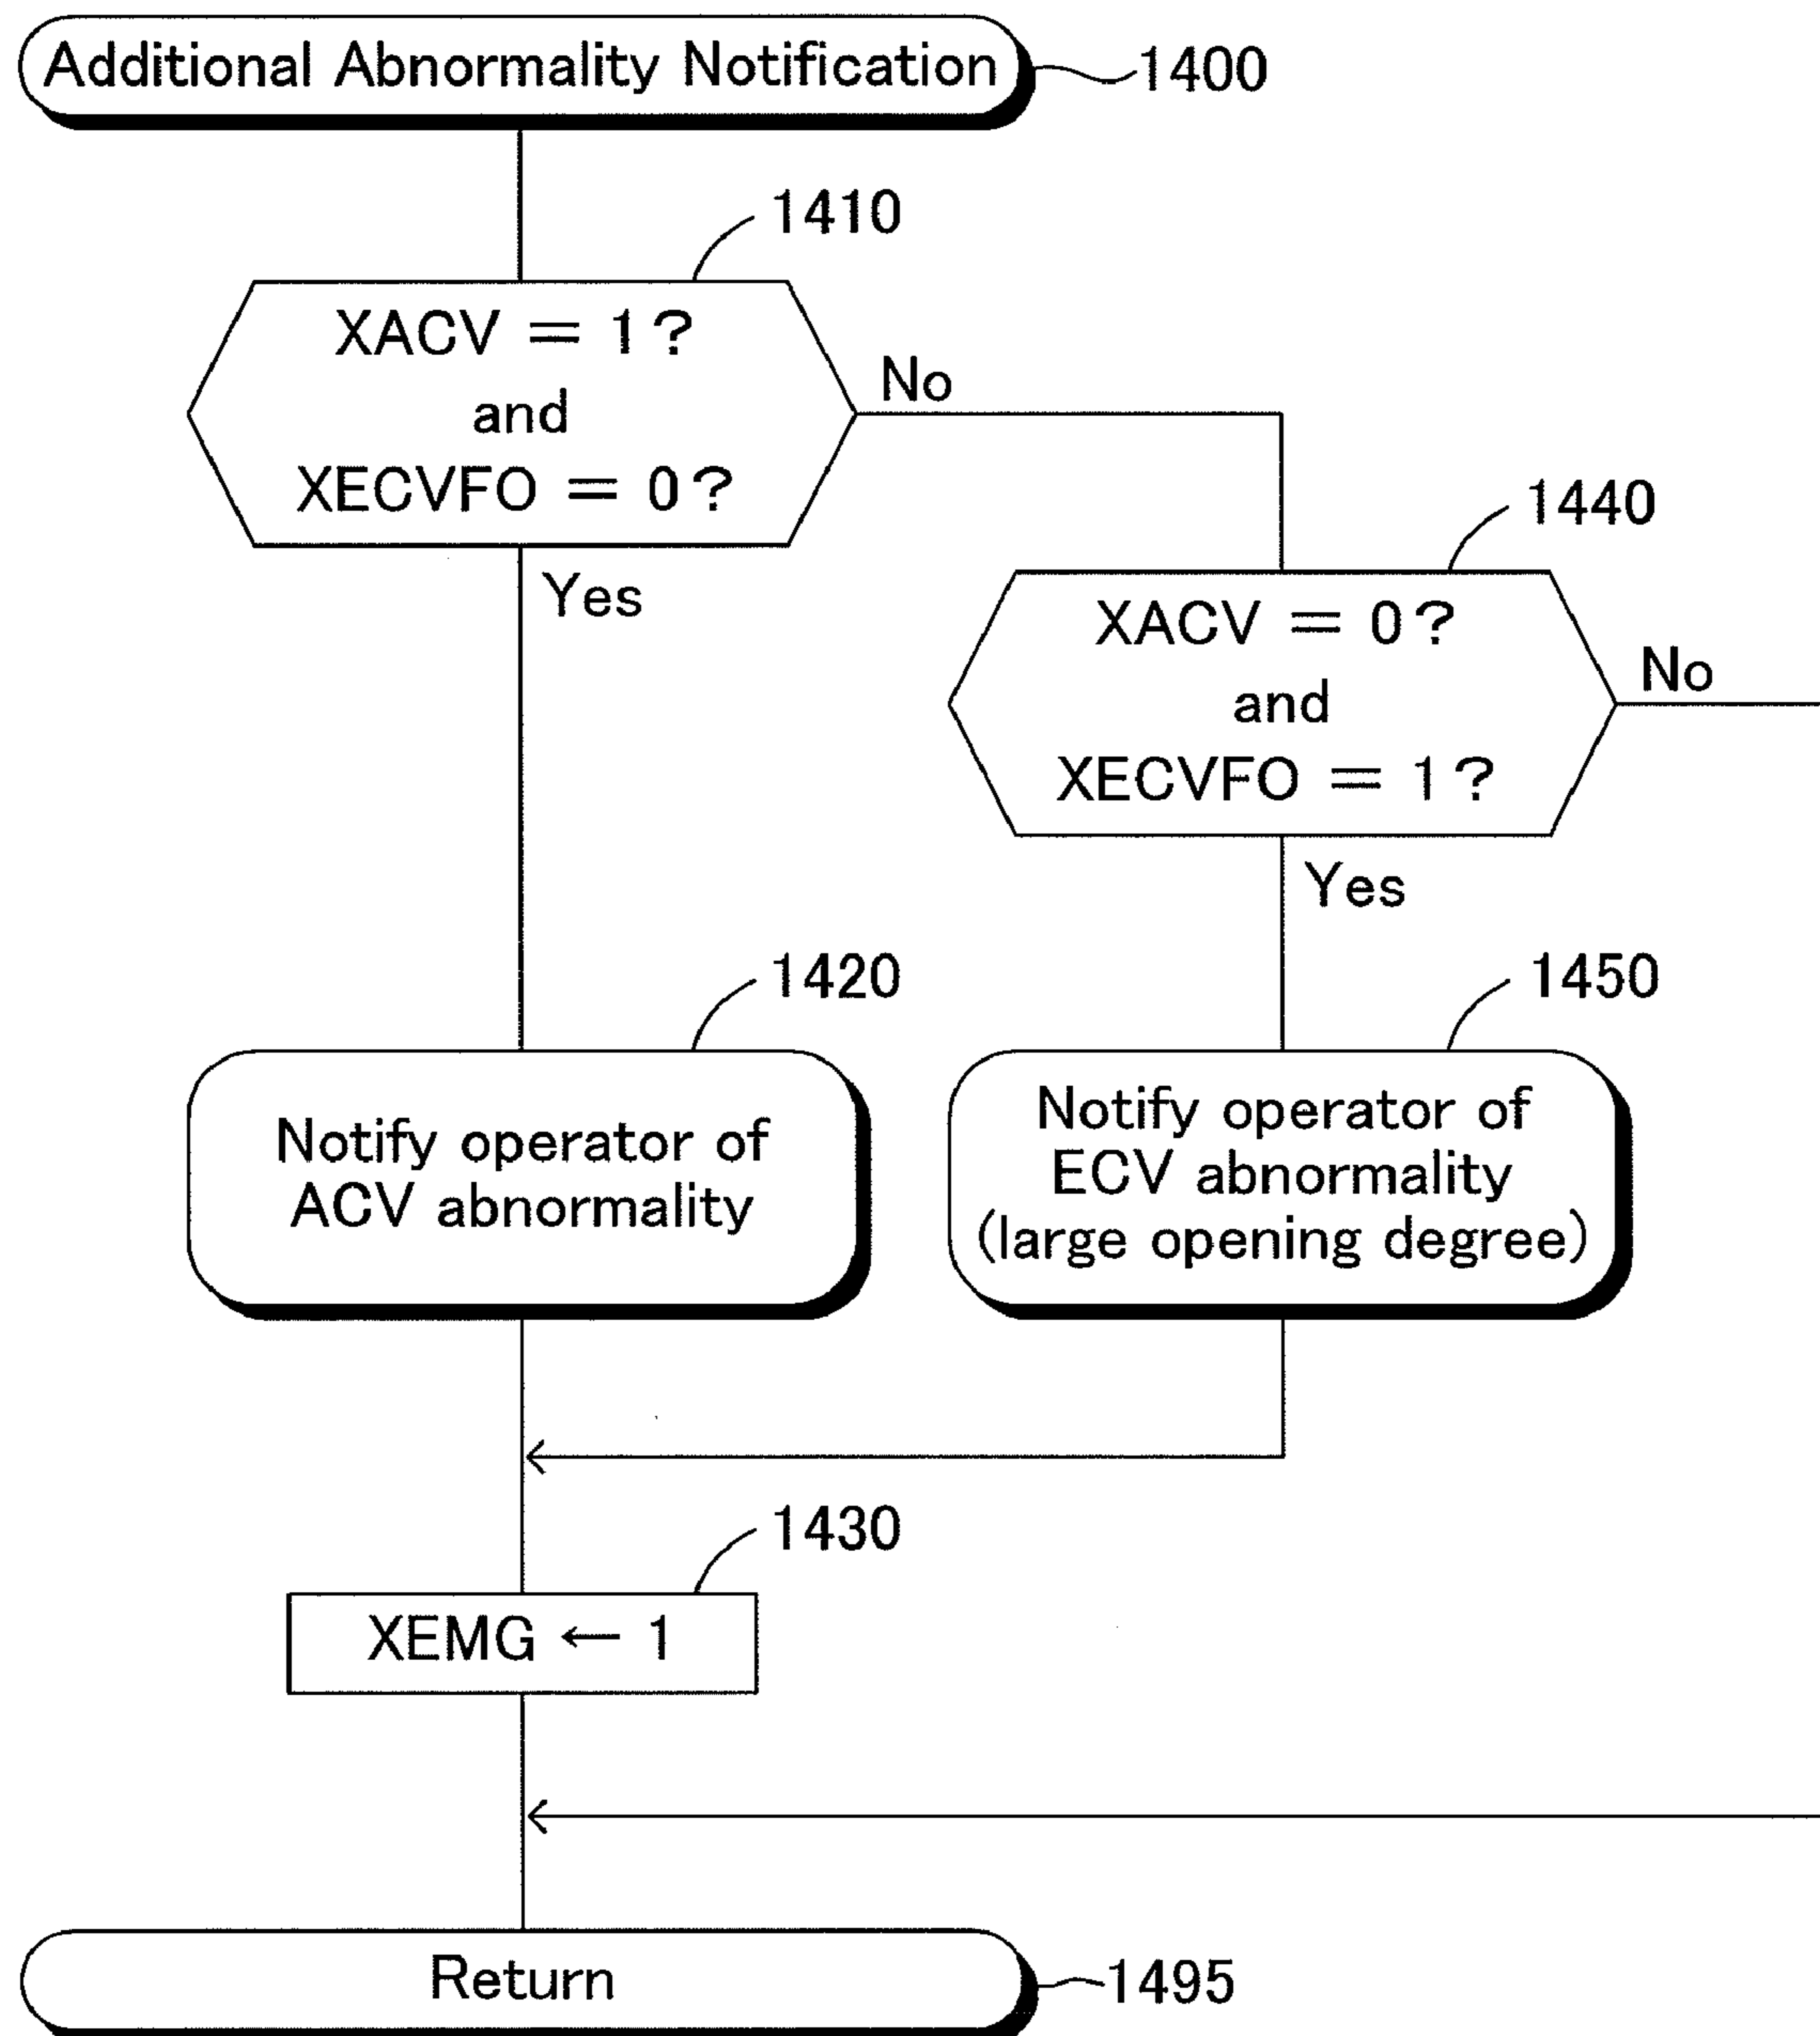 Additional Abnormality Notification
1400
1410
XACV = 1?
and
XECVFO = 0?
No
Yes
1440
XACV = 0?
and
XECVFO = 1?
No
Yes
1420
Notify operator of
ACV abnormality
1450
Notify operator of
ECV abnormality
(large opening degree)
1430
XEMG ← 1
Return
1495